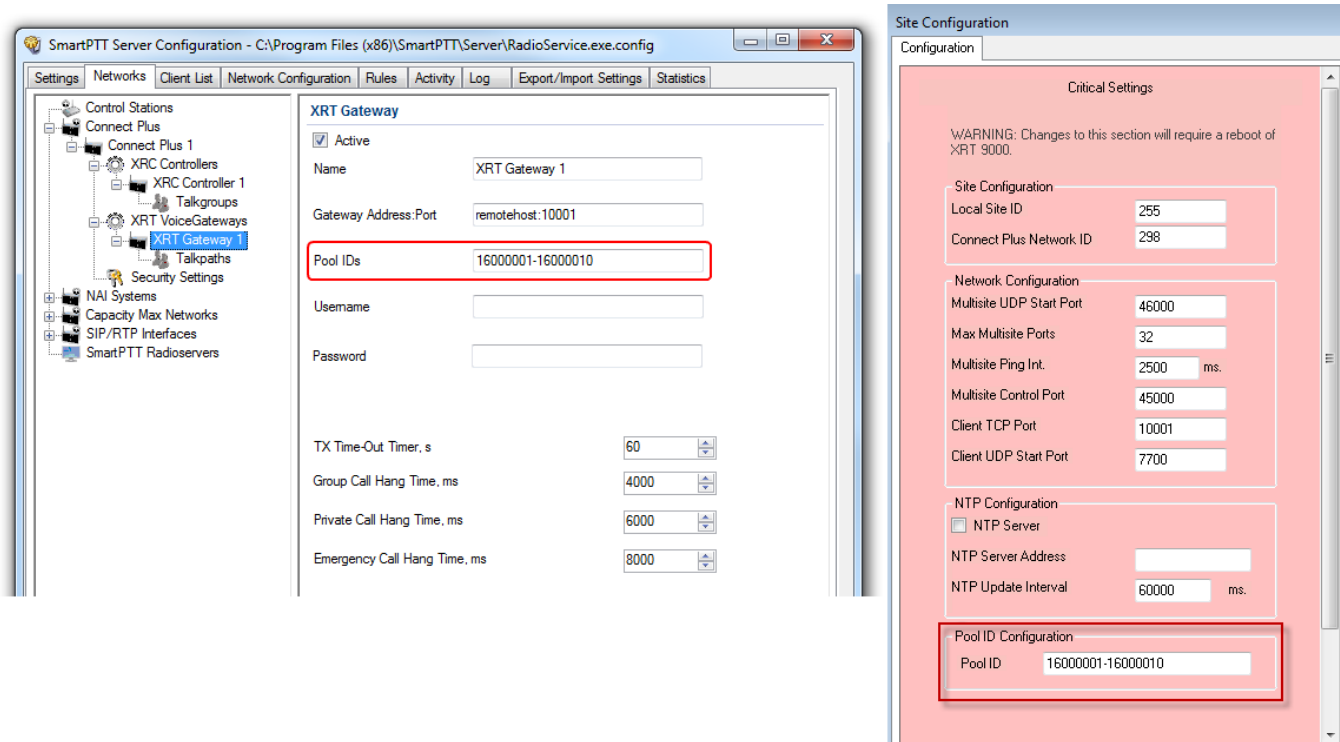 SmartPTT Server Configuration - C:\Program Files (x86)\SmartPTT\Server\RadioService.exe.config
Settings Networks Client List Network Configuration Rules Activity Log Export/Import Settings Statistics
Control Stations
Connect Plus
Connect Plus 1
XRC Controllers
XRC Controller 1
Talkgroups
XRT VoiceGateways
XRT Gateway 1
Talkpaths
Security Settings
NAI Systems
Capacity Max Networks
SIP/RTP Interfaces
SmartPTT Radioservers
XRT Gateway
Active
Name XRT Gateway 1
Gateway Address:Port remotehost:10001
Pool IDs 16000001-16000010
Username
Password
TX Time-Out Timer, s 60
Group Call Hang Time, ms 4000
Private Call Hang Time, ms 6000
Emergency Call Hang Time, ms 8000
Site Configuration
Configuration
Critical Settings
WARNING: Changes to this section will require a reboot of
XRT 9000.
Site Configuration
Local Site ID 255
Connect Plus Network ID 298
Network Configuration
Multisite UDP Start Port 46000
Max Multisite Ports 32
Multisite Ping Int. 2500 ms.
Multisite Control Port 45000
Client TCP Port 10001
Client UDP Start Port 7700
NTP Configuration
NTP Server
NTP Server Address
NTP Update Interval 60000 ms.
Pool ID Configuration
Pool ID 16000001-16000010